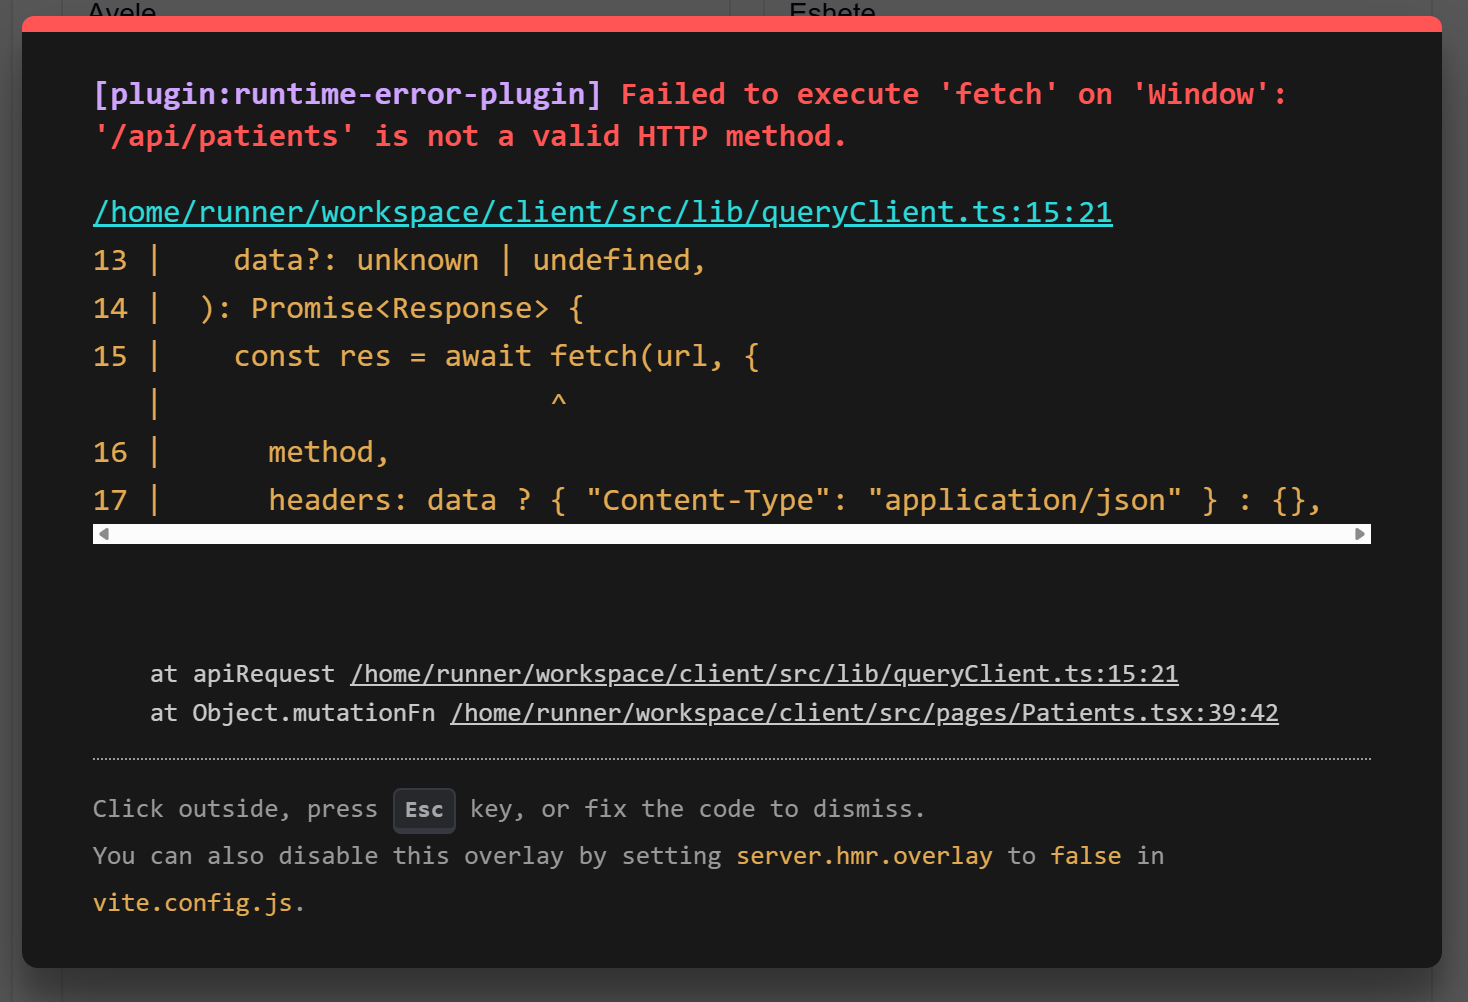 Ayele Eshete
[plugin:runtime-error-plugin] Failed to execute 'fetch' on 'Window':
'/api/patients' is not a valid HTTP method.
/home/runner/workspace/client/src/lib/queryClient.ts:15:21
13 |    data?: unknown | undefined,
14 |  ): Promise<Response> {
15 |    const res = await fetch(url, {
   |                      ^
16 |      method,
17 |      headers: data ? { "Content-Type": "application/json" } : {},
at apiRequest /home/runner/workspace/client/src/lib/queryClient.ts:15:21
at Object.mutationFn /home/runner/workspace/client/src/pages/Patients.tsx:39:42
Click outside, press Esc key, or fix the code to dismiss.
You can also disable this overlay by setting server.hmr.overlay to false in
vite.config.js.